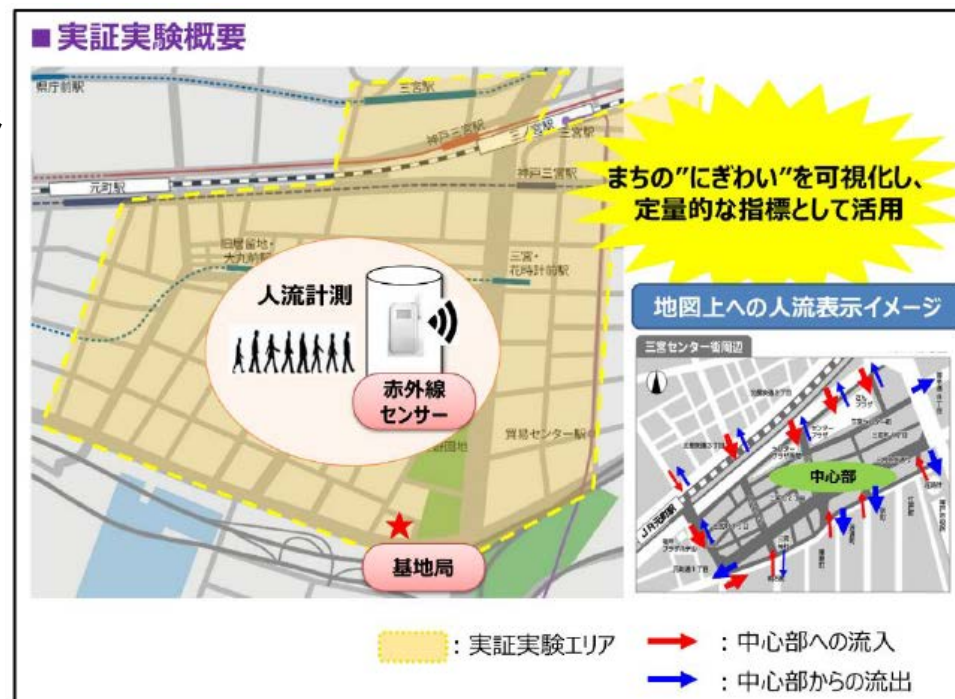 ■実証実験概要
県庁前駅
三宮駅
神戸三宮駅
三ノ宮駅
三宮駅
元町駅
神戸三宮駅
旧居留地・
大丸前駅
三宮・
花時計前駅
貿易センター駅
人流計測
赤外線
センサー
基地局
まちの"にぎわい"を可視化し、
定量的な指標として活用
地図上への人流表示イメージ
三宮センター街周辺
中心部
JR元町駅
：実証実験エリア
：中心部への流入
：中心部からの流出